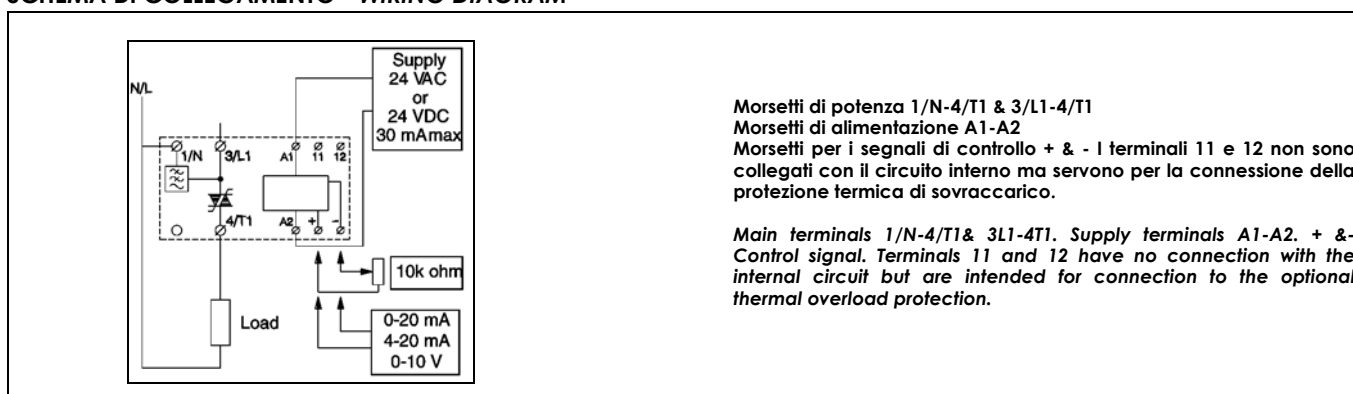 SCHEMA DI COLLEGAMENTO - WIRING DIAGRAM
Supply
24 VAC
or
24 VDC
30 mAmax
N/L
1/N
3/L1
A1
11
12
4/T1
A2
+
-
10k ohm
Load
0-20 mA
4-20 mA
0-10 V
Morsetti di potenza 1/N-4/T1 & 3/L1-4/T1
Morsetti di alimentazione A1-A2
Morsetti per i segnali di controllo + & - I terminali 11 e 12 non sono
collegati con il circuito interno ma servono per la connessione della
protezione termica di sovraccarico.
Main terminals 1/N-4/T1& 3L1-4T1. Supply terminals A1-A2. + &-
Control signal. Terminals 11 and 12 have no connection with the
internal circuit but are intended for connection to the optional
thermal overload protection.